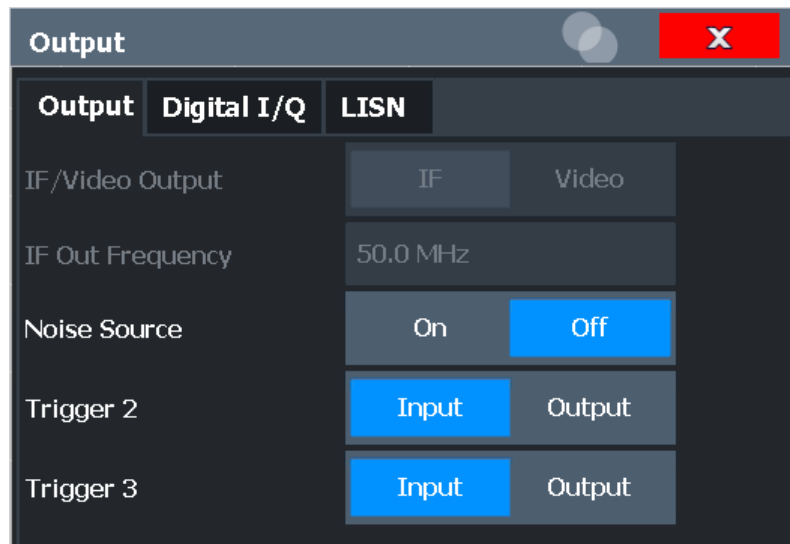 Output X
Output Digital I/Q LISN
IF/Video Output IF Video
IF Out Frequency 50.0 MHz
Noise Source On Off
Trigger 2 Input Output
Trigger 3 Input Output